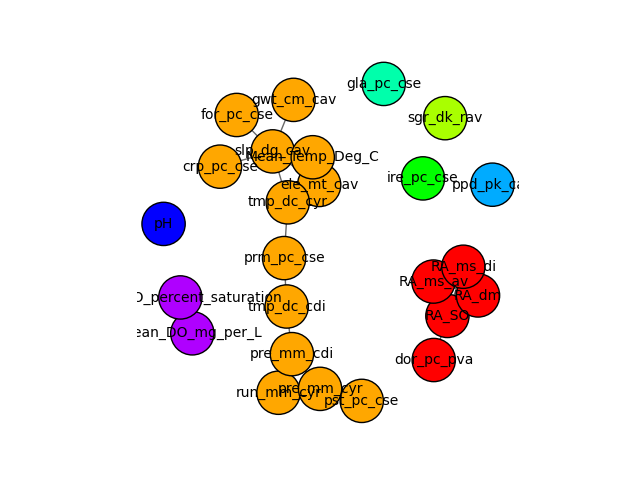 gla_pc_cse
gwt_cm_cav
for_pc_cse
sgr_dk_rav
slp_dg_cav
Mean_Temp_Deg_C
crp_pc_cse
ire_pc_cse
ele_mt_cav
ppd_pk_ca
tmp_dc_cyr
pH
prm_pc_cse
RA_ms_di
RA_ms_av
RA_dm
O_percent_saturation
tmp_dc_cdi
RA_SO
ean_DO_mg_per_L
pre_mm_cdi
dor_pc_pva
run_mm_cyr
pre_mm_cyr
pst_pc_cse